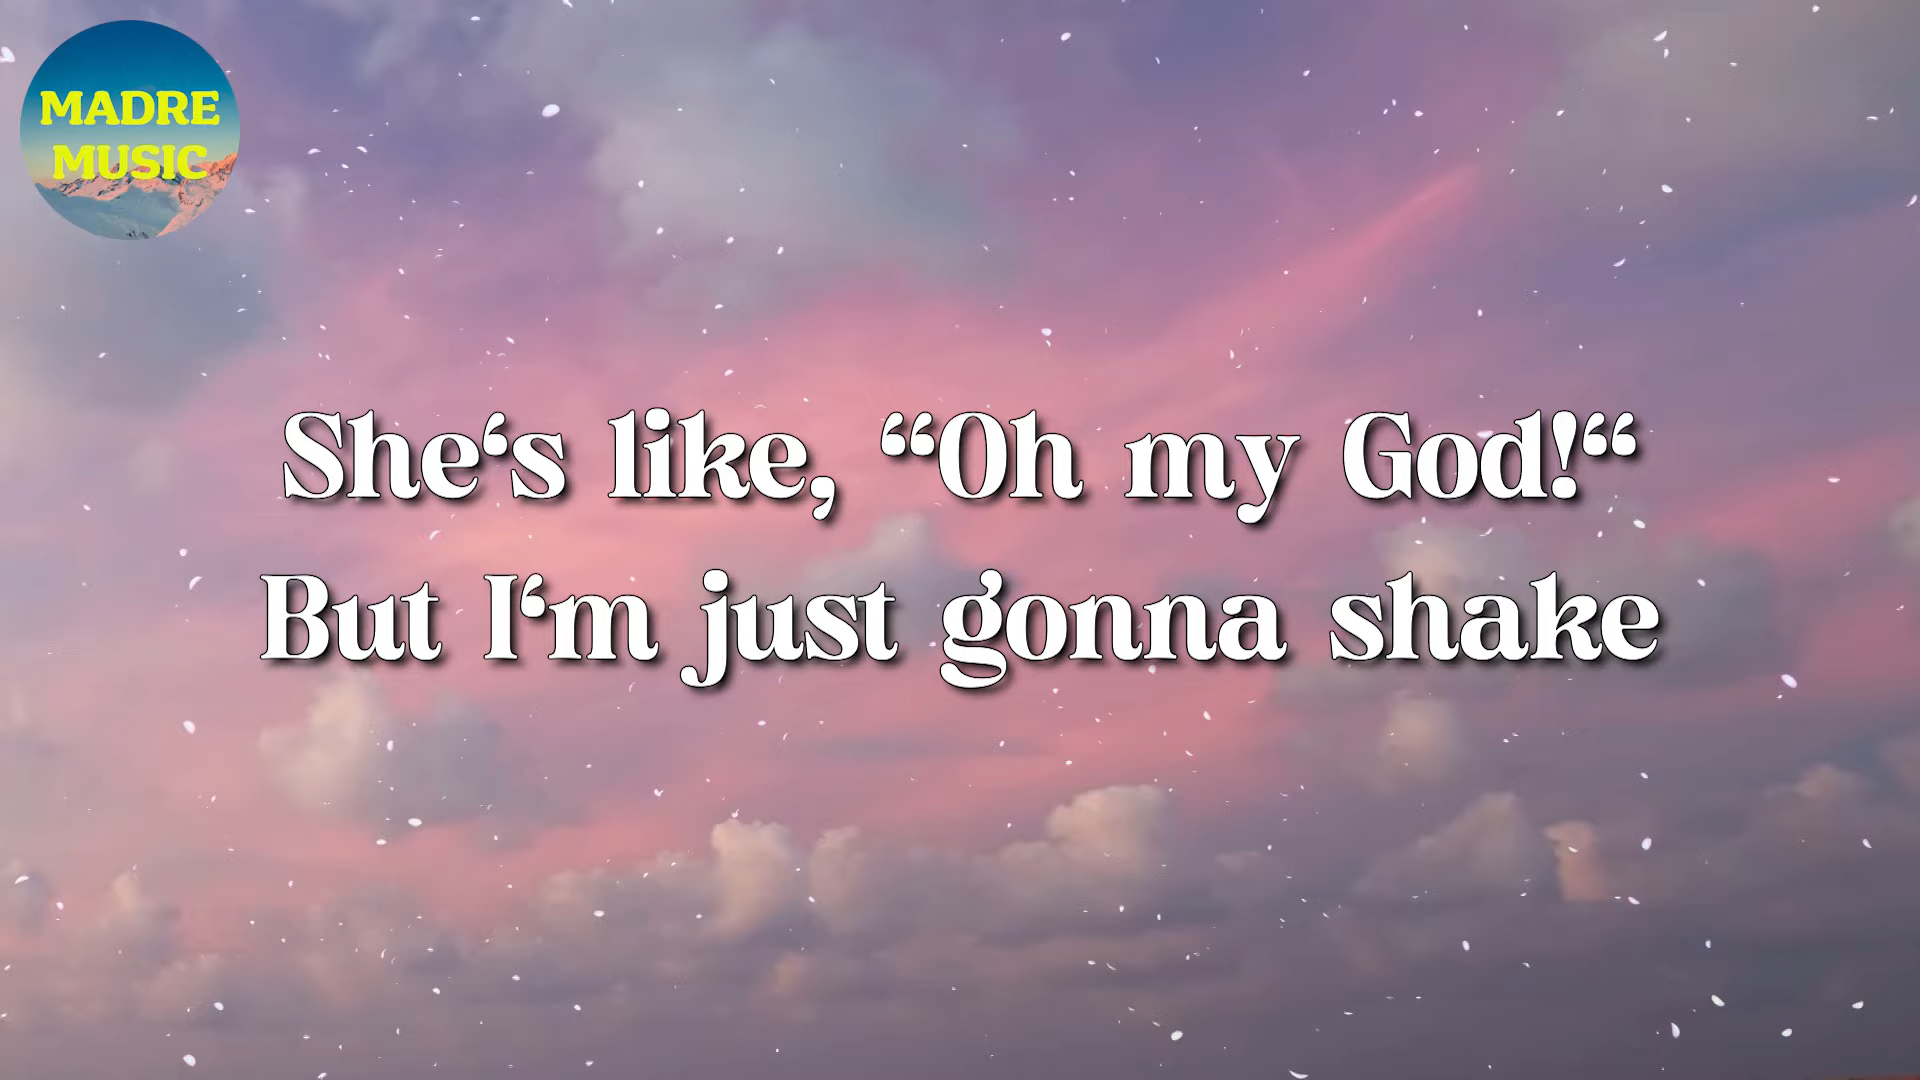 MADRE
MUSIC
She‘s like, “Oh my God!“
But I‘m just gonna shake